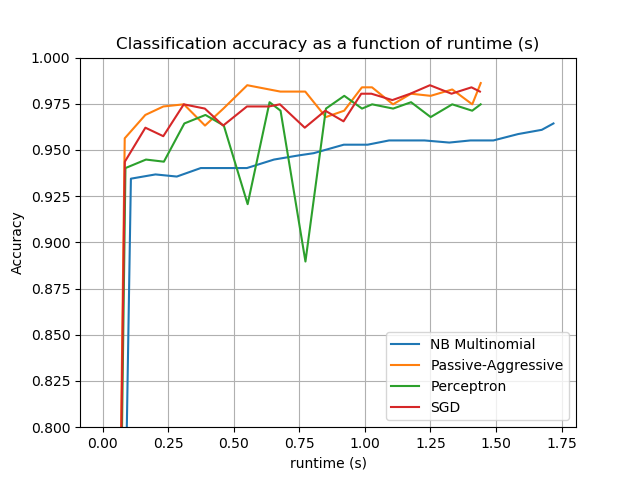 Classification accuracy as a function of runtime (s)
1.000
0.975
0.950
0.925
0.900
0.875
0.850
0.825
0.800
Accuracy
NB Multinomial
Passive-Aggressive
Perceptron
SGD
0.00 0.25 0.50 0.75 1.00 1.25 1.50 1.75
runtime (s)